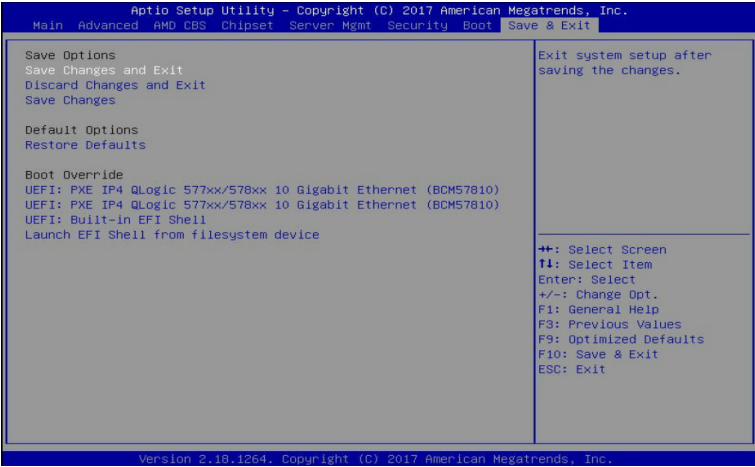 Aptio Setup Utility – Copyright (C) 2017 American Megatrends, Inc.
Main Advanced AMD CBS Chipset Server Mgmt Security Boot Save & Exit
Save Options
Save Changes and Exit
Discard Changes and Exit
Save Changes
Default Options
Restore Defaults
Boot Override
UEFI: PXE IP4 QLogic 577xx/578xx 10 Gigabit Ethernet (BCM57810)
UEFI: PXE IP4 QLogic 577xx/578xx 10 Gigabit Ethernet (BCM57810)
UEFI: Built-in EFI Shell
Launch EFI Shell from filesystem device
Exit system setup after
saving the changes.
→←: Select Screen
↑↓: Select Item
Enter: Select
+/-: Change Opt.
F1: General Help
F3: Previous Values
F9: Optimized Defaults
F10: Save & Exit
ESC: Exit
Version 2.18.1264. Copyright (C) 2017 American Megatrends, Inc.